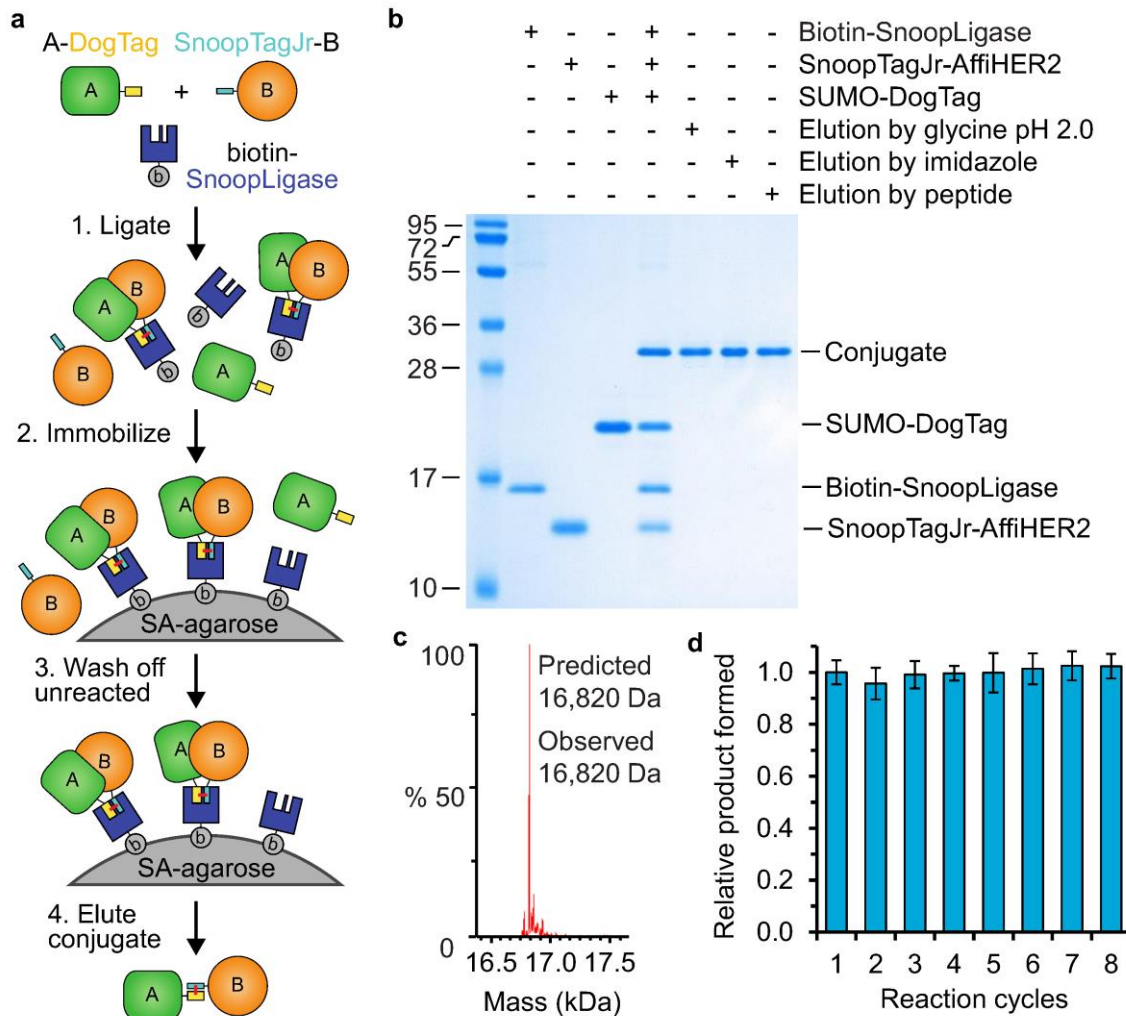 a
A-DogTag SnoopTagJr-B
A + B
biotin-
SnoopLigase
b
1. Ligate
B
A
A
B
b
b
b
B
A
2. Immobilize
A
B
A
B
A
B
b
b
b
SA-agarose
3. Wash off
unreacted
A
B
A
B
b
b
b
SA-agarose
4. Elute
conjugate
A
B
b
+ - - + - - - Biotin-SnoopLigase
- + - + - - - SnoopTagJr-AffiHER2
- - + + - - - SUMO-DogTag
- - - - + - - Elution by glycine pH 2.0
- - - - - + - Elution by imidazole
- - - - - - + Elution by peptide
95
72
55
36
28
17
10
Conjugate
SUMO-DogTag
Biotin-SnoopLigase
SnoopTagJr-AffiHER2
c
100
% 50
0
Predicted
16,820 Da
Observed
16,820 Da
16.5 17.0 17.5
Mass (kDa)
d
Relative product formed
1.0
0.8
0.6
0.4
0.2
0.0
1 2 3 4 5 6 7 8
Reaction cycles